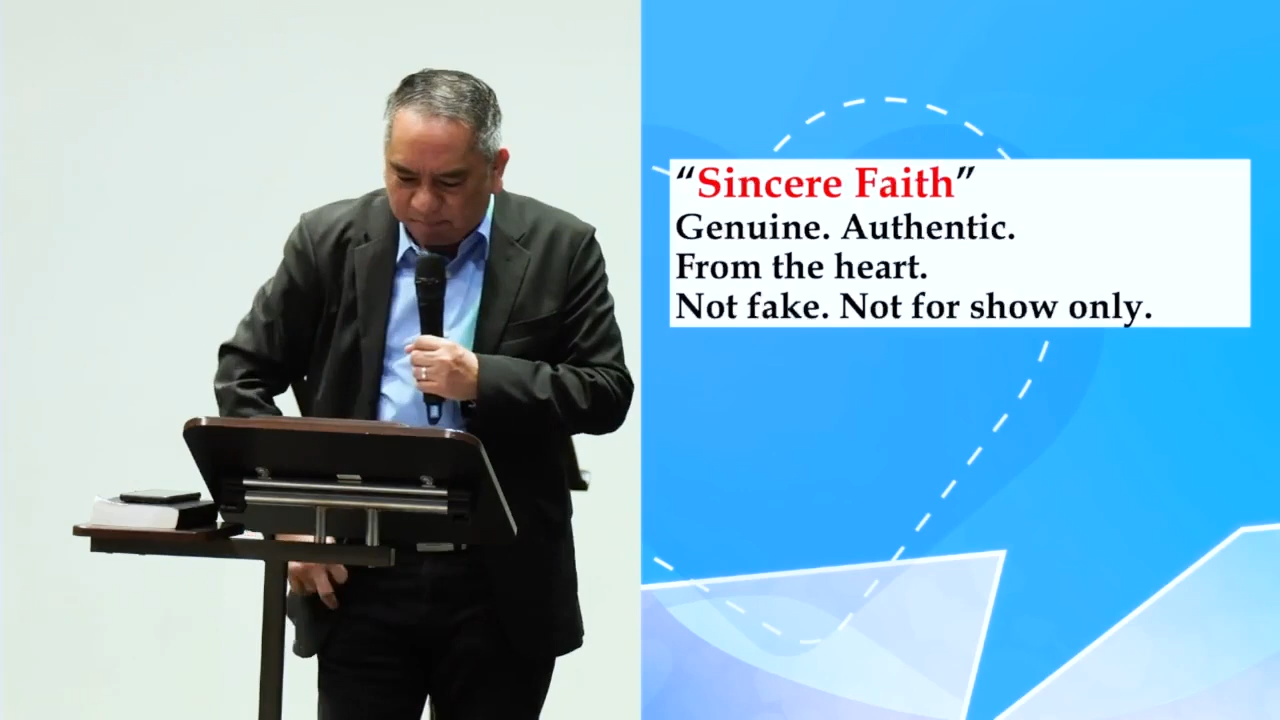 “Sincere Faith”
Genuine. Authentic.
From the heart.
Not fake. Not for show only.